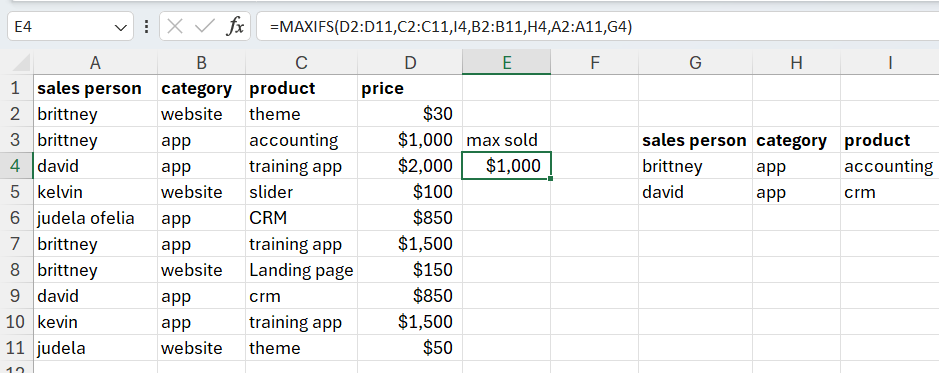 E4 fx =MAXIFS(D2:D11,C2:C11,I4,B2:B11,H4,A2:A11,G4)
A B C D E F G H I
1 sales person category product price
2 brittney website theme $30
3 brittney app accounting $1,000 max sold sales person category product
4 david app training app $2,000 $1,000 brittney app accounting
5 kelvin website slider $100 david app crm
6 judela ofelia app CRM $850
7 brittney app training app $1,500
8 brittney website Landing page $150
9 david app crm $850
10 kevin app training app $1,500
11 judela website theme $50
12